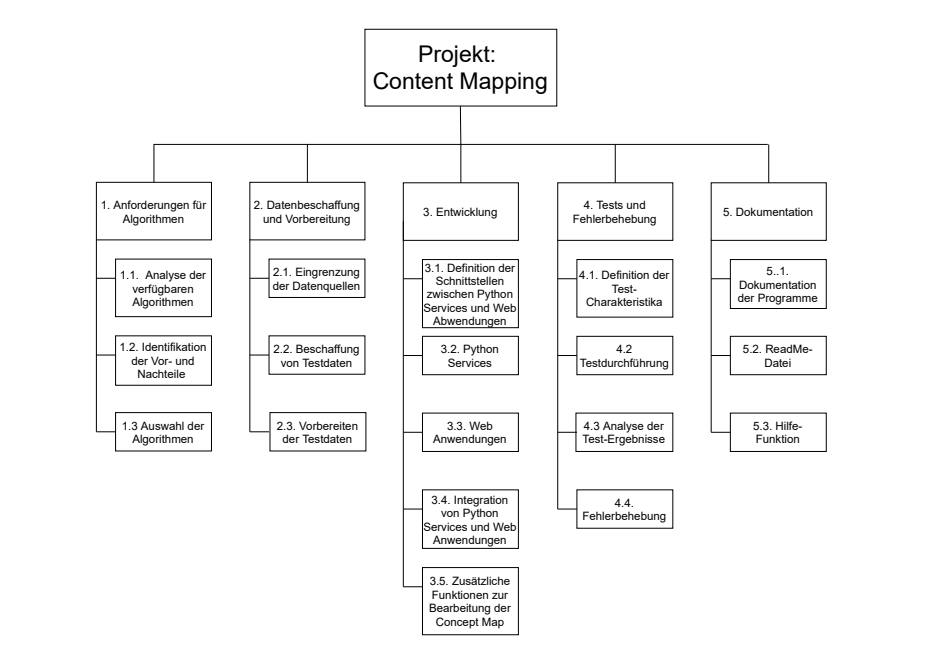 Projekt:
Content Mapping
1. Anforderungen für
Algorithmen
1.1. Analyse der
verfügbaren
Algorithmen
1.2. Identifikation
der Vor- und
Nachteile
1.3 Auswahl der
Algorithmen
2. Datenbeschaffung
und Vorbereitung
2.1. Eingrenzung
der Datenquellen
2.2. Beschaffung
von Testdaten
2.3. Vorbereiten
der Testdaten
3. Entwicklung
3.1. Definition der
Schnittstellen
zwischen Python
Services und Web
Abwendungen
3.2. Python
Services
3.3. Web
Anwendungen
3.4. Integration
von Python
Services und Web
Anwendungen
3.5. Zusätzliche
Funktionen zur
Bearbeitung der
Concept Map
4. Tests und
Fehlerbehebung
4.1. Definition der
Test-
Charakteristika
4.2
Testdurchführung
4.3 Analyse der
Test-Ergebnisse
4.4.
Fehlerbehebung
5. Dokumentation
5..1.
Dokumentation
der Programme
5.2. ReadMe-
Datei
5.3. Hilfe-
Funktion